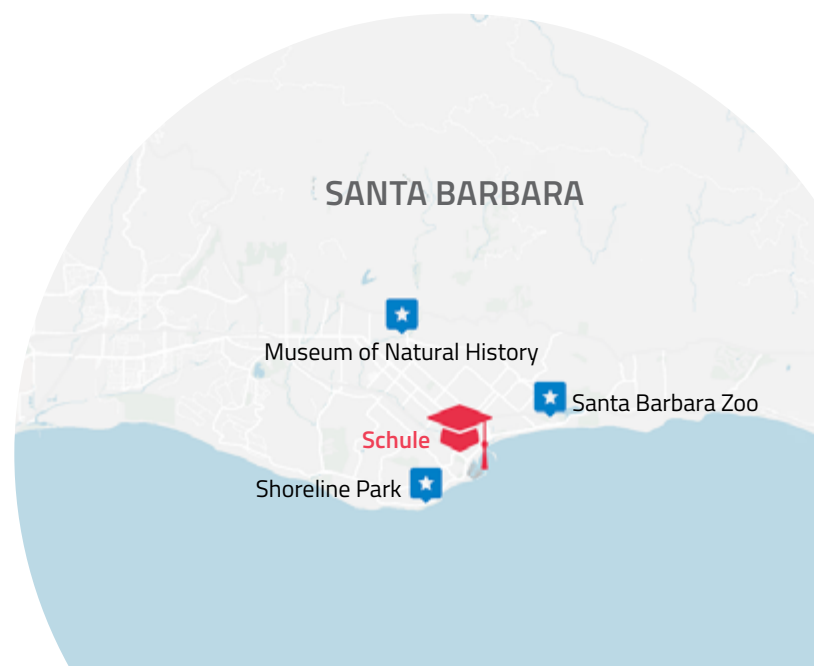 SANTA BARBARA
Museum of Natural History
Santa Barbara Zoo
Schule
Shoreline Park